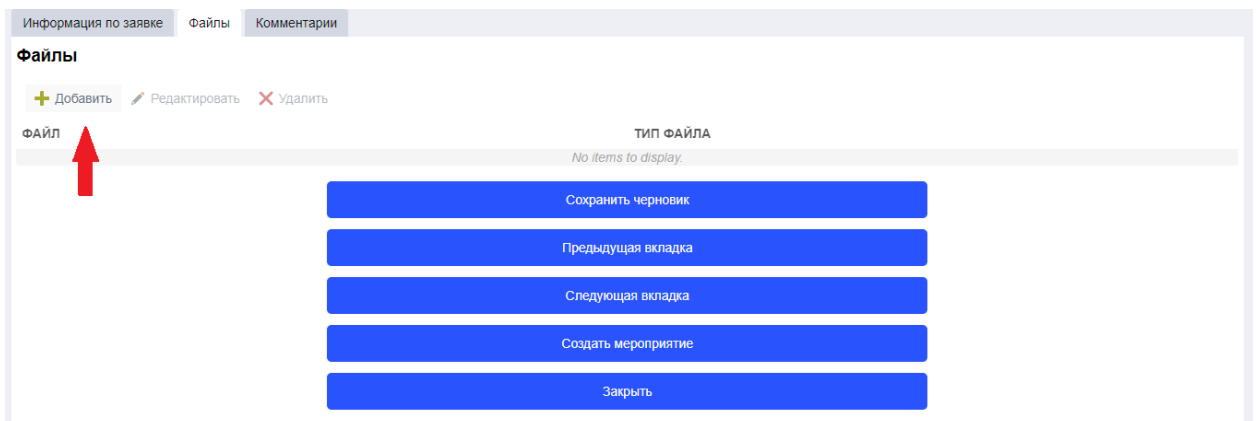 Информация по заявке Файлы Комментарии
Файлы
Добавить Редактировать Удалить
ФАЙЛ ТИП ФАЙЛА
No items to display.
Сохранить черновик
Предыдущая вкладка
Следующая вкладка
Создать мероприятие
Закрыть